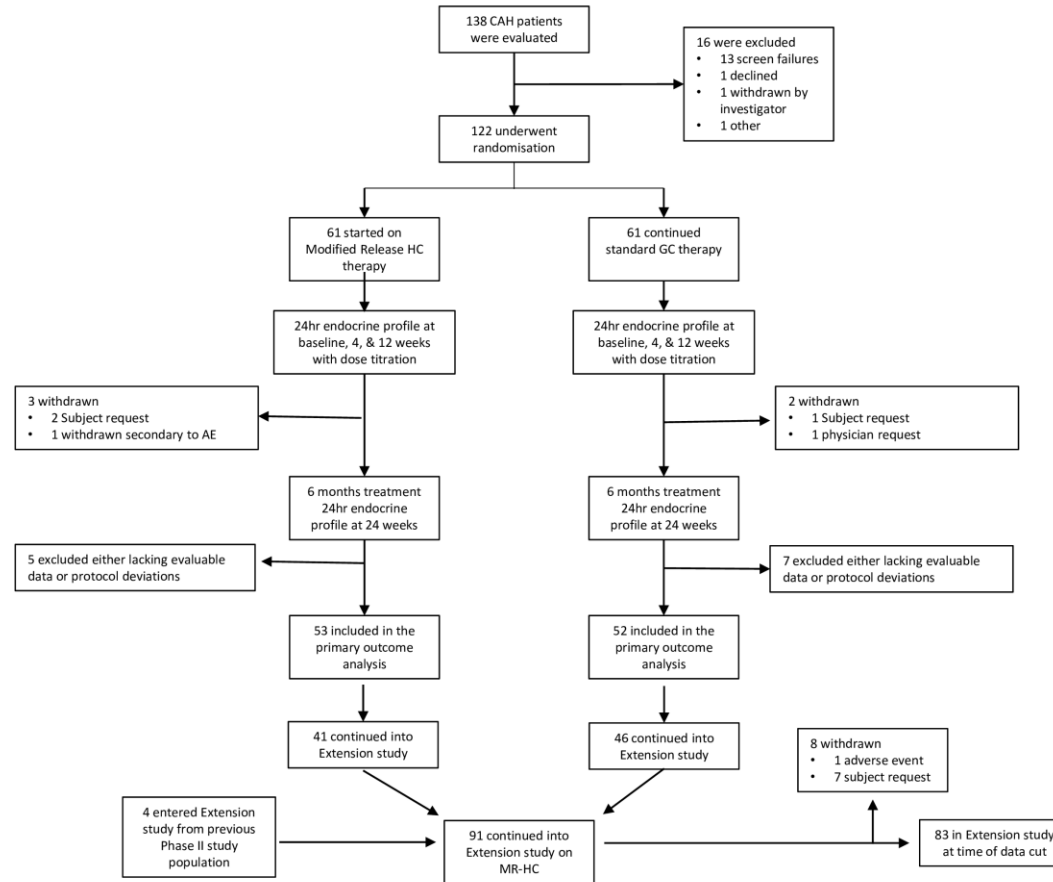 138 CAH patients
were evaluated
16 were excluded
• 13 screen failures
• 1 declined
• 1 withdrawn by
investigator
• 1 other
122 underwent
randomisation
61 started on
Modified Release HC
therapy
61 continued
standard GC therapy
24hr endocrine profile at
baseline, 4, & 12 weeks
with dose titration
24hr endocrine profile at
baseline, 4, & 12 weeks
with dose titration
3 withdrawn
• 2 Subject request
• 1 withdrawn secondary to AE
2 withdrawn
• 1 Subject request
• 1 physician request
6 months treatment
24hr endocrine
profile at 24 weeks
6 months treatment
24hr endocrine
profile at 24 weeks
5 excluded either lacking evaluable
data or protocol deviations
7 excluded either lacking evaluable
data or protocol deviations
53 included in the
primary outcome
analysis
52 included in the
primary outcome
analysis
41 continued into
Extension study
46 continued into
Extension study
8 withdrawn
• 1 adverse event
• 7 subject request
4 entered Extension
study from previous
Phase II study
population
91 continued into
Extension study on
MR-HC
83 in Extension study
at time of data cut